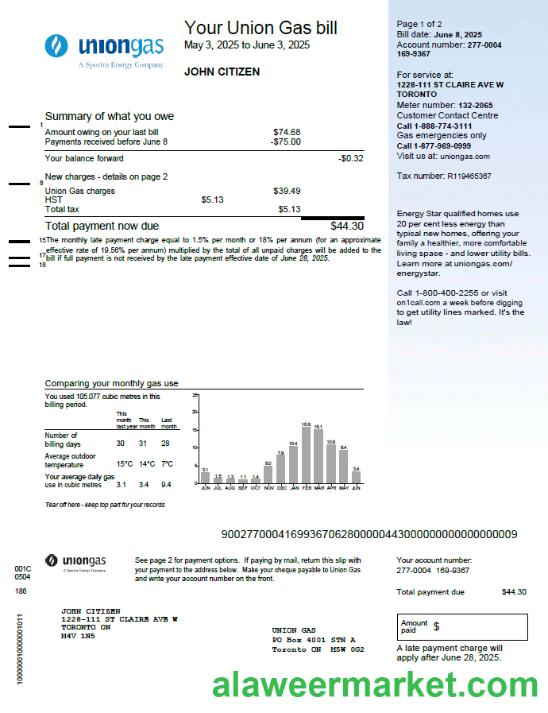 uniongas
A Spectra Energy Company
Your Union Gas bill
May 3, 2025 to June 3, 2025
JOHN CITIZEN
Page 1 of 2
Bill date: June 8, 2025
Account number: 277-0004
169-9367
For service at:
1228-111 ST CLAIRE AVE W
TORONTO
Meter number: 132-2065
Customer Contact Centre
Call 1-888-774-3111
Gas emergencies only
Call 1-877-969-0999
Visit us at: uniongas.com
Tax number: R119465387
Energy Star qualified homes use
20 per cent less energy than
typical new homes, offering your
family a healthier, more comfortable
living space - and lower utility bills.
Learn more at uniongas.com/
energystar.
Call 1-800-400-2255 or visit
on1call.com a week before digging
to get utility lines marked. It's the
law!
Summary of what you owe
1
Amount owing on your last bill $74.68
Payments received before June 8 -$75.00
Your balance forward -$0.32
New charges - details on page 2
8
Union Gas charges $39.49
HST $5.13
Total tax $5.13
Total payment now due $44.30
15 The monthly late payment charge equal to 1.5% per month or 18% per annum (for an approximate
effective rate of 19.56% per annum) multiplied by the total of all unpaid charges will be added to the
17 bill if full payment is not received by the late payment effective date of June 28, 2025.
18
Comparing your monthly gas use
You used 105.077 cubic metres in this
billing period.
This month last year This month Last month
Number of billing days 30 31 28
Average outdoor temperature 15°C 14°C 7°C
Your average daily gas use in cubic metres 3.1 3.4 9.4
25
20
15
10
5
0
3.1 1.5 1.3 1.1 1.4 5.0 7.9 10.4 15.9 15.1 10.9 9.4 3.4
JUN JUL AUG SEP OCT NOV DEC JAN FEB MAR APR MAY JUN
Tear off here - keep top part for your records
001C
0504
186
uniongas
A Spectra Energy Company
See page 2 for payment options. If paying by mail, return this slip with
your payment to the address below. Make your cheque payable to Union Gas
and write your account number on the front.
Your account number:
277-0004 169-9367
Total payment due $44.30
JOHN CITIZEN
1228-111 ST CLAIRE AVE W
TORONTO ON
M4V 1N5
UNION GAS
PO Box 4001 STN A
Toronto ON M5W 0G2
Amount
paid $
A late payment charge will
apply after June 28, 2025.
alaweermarket.com